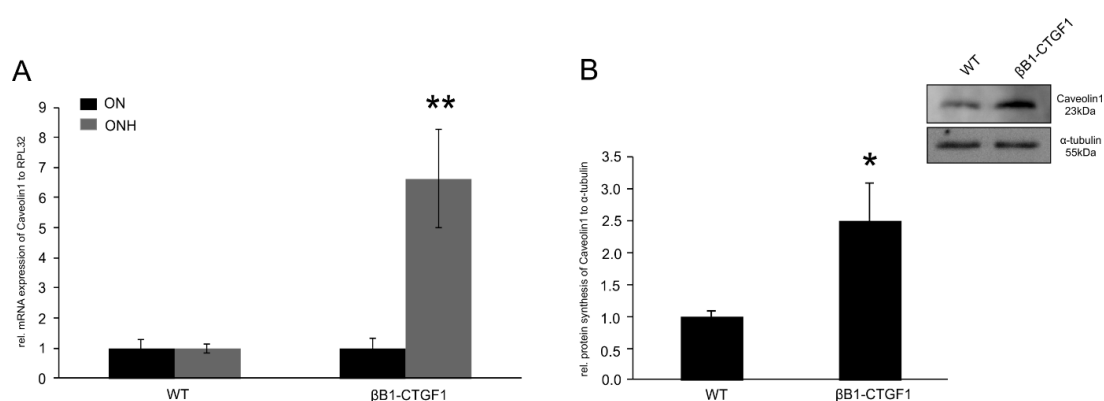 A
ON
ONH
9
8
7
6
5
4
3
2
1
0
rel. mRNA expression of Caveolin1 to RPL32
**
WT
βB1-CTGF1
B
WT
βB1-CTGF1
Caveolin1
23kDa
α-tubulin
55kDa
3.5
3.0
2.5
2.0
1.5
1.0
0.5
0.0
rel. protein synthesis of Caveolin1 to α-tubulin
*
WT
βB1-CTGF1